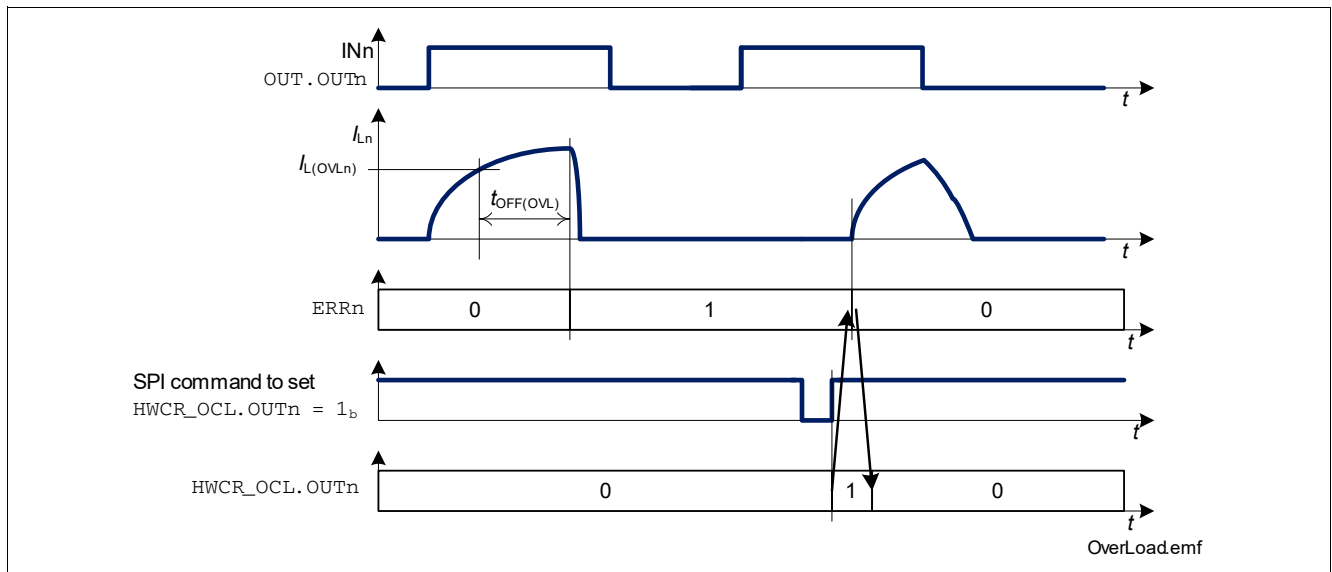 INn
OUT.OUTn
t
ILn
IL(OVLn)
tOFF(OVL)
t
ERRn 0 1 0
t
SPI command to set
HWCR_OCL.OUTn = 1b
t
HWCR_OCL.OUTn 0 1 0
t
OverLoad.emf